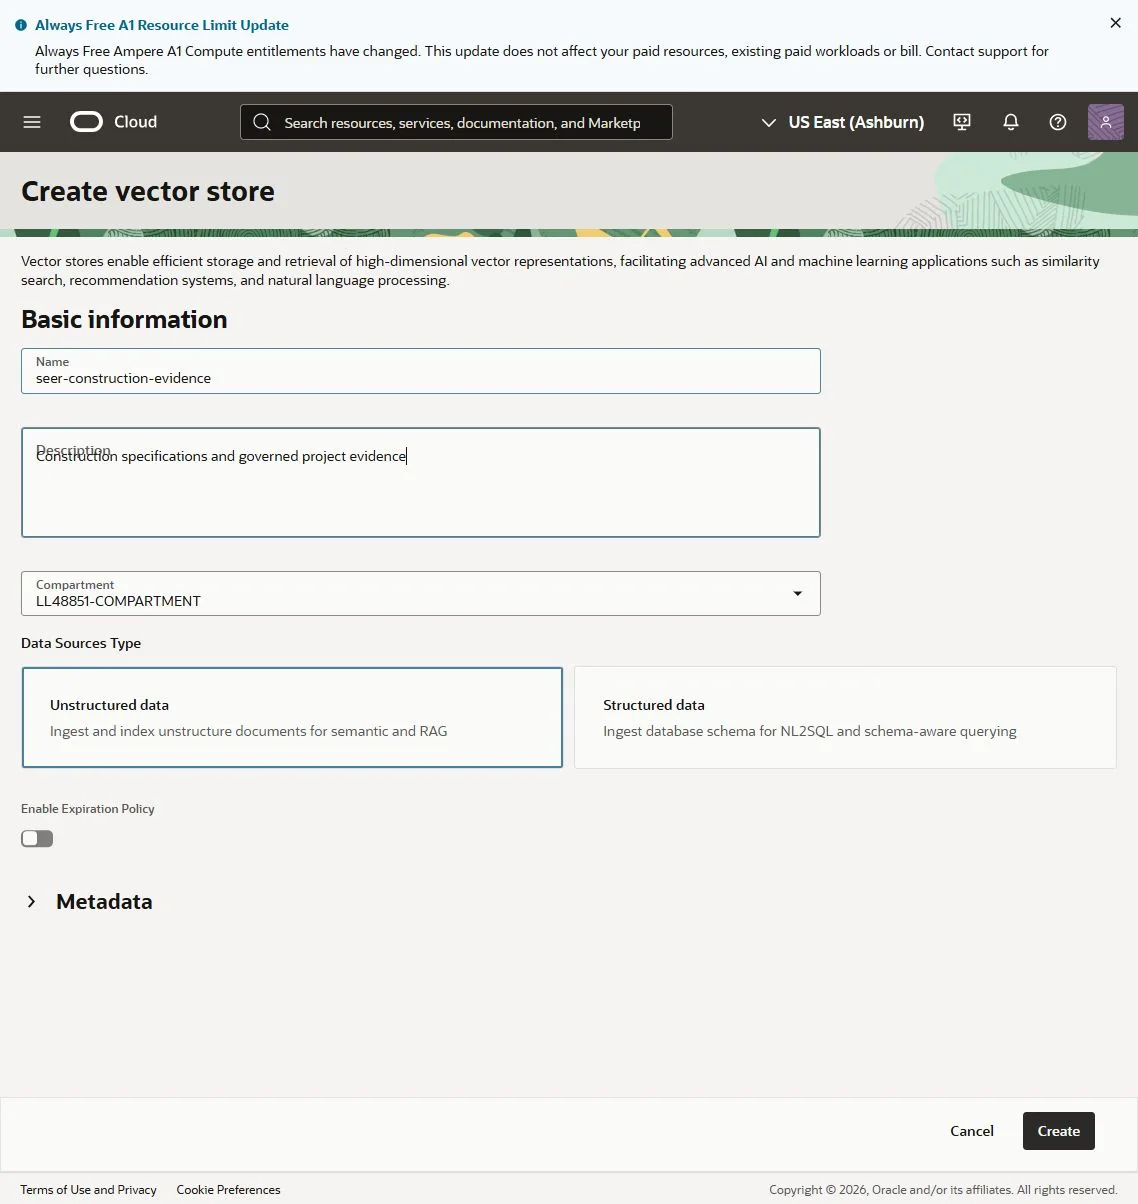 Always Free A1 Resource Limit Update
Always Free Ampere A1 Compute entitlements have changed. This update does not affect your paid resources, existing paid workloads or bill. Contact support for
further questions.
Cloud
Search resources, services, documentation, and Marketp
US East (Ashburn)
Create vector store
Vector stores enable efficient storage and retrieval of high-dimensional vector representations, facilitating advanced AI and machine learning applications such as similarity
search, recommendation systems, and natural language processing.
Basic information
Name
seer-construction-evidence
Description
Construction specifications and governed project evidence
Compartment
LL48851-COMPARTMENT
Data Sources Type
Unstructured data
Ingest and index unstructure documents for semantic and RAG
Structured data
Ingest database schema for NL2SQL and schema-aware querying
Enable Expiration Policy
Metadata
Cancel
Create
Terms of Use and Privacy
Cookie Preferences
Copyright © 2026, Oracle and/or its affiliates. All rights reserved.